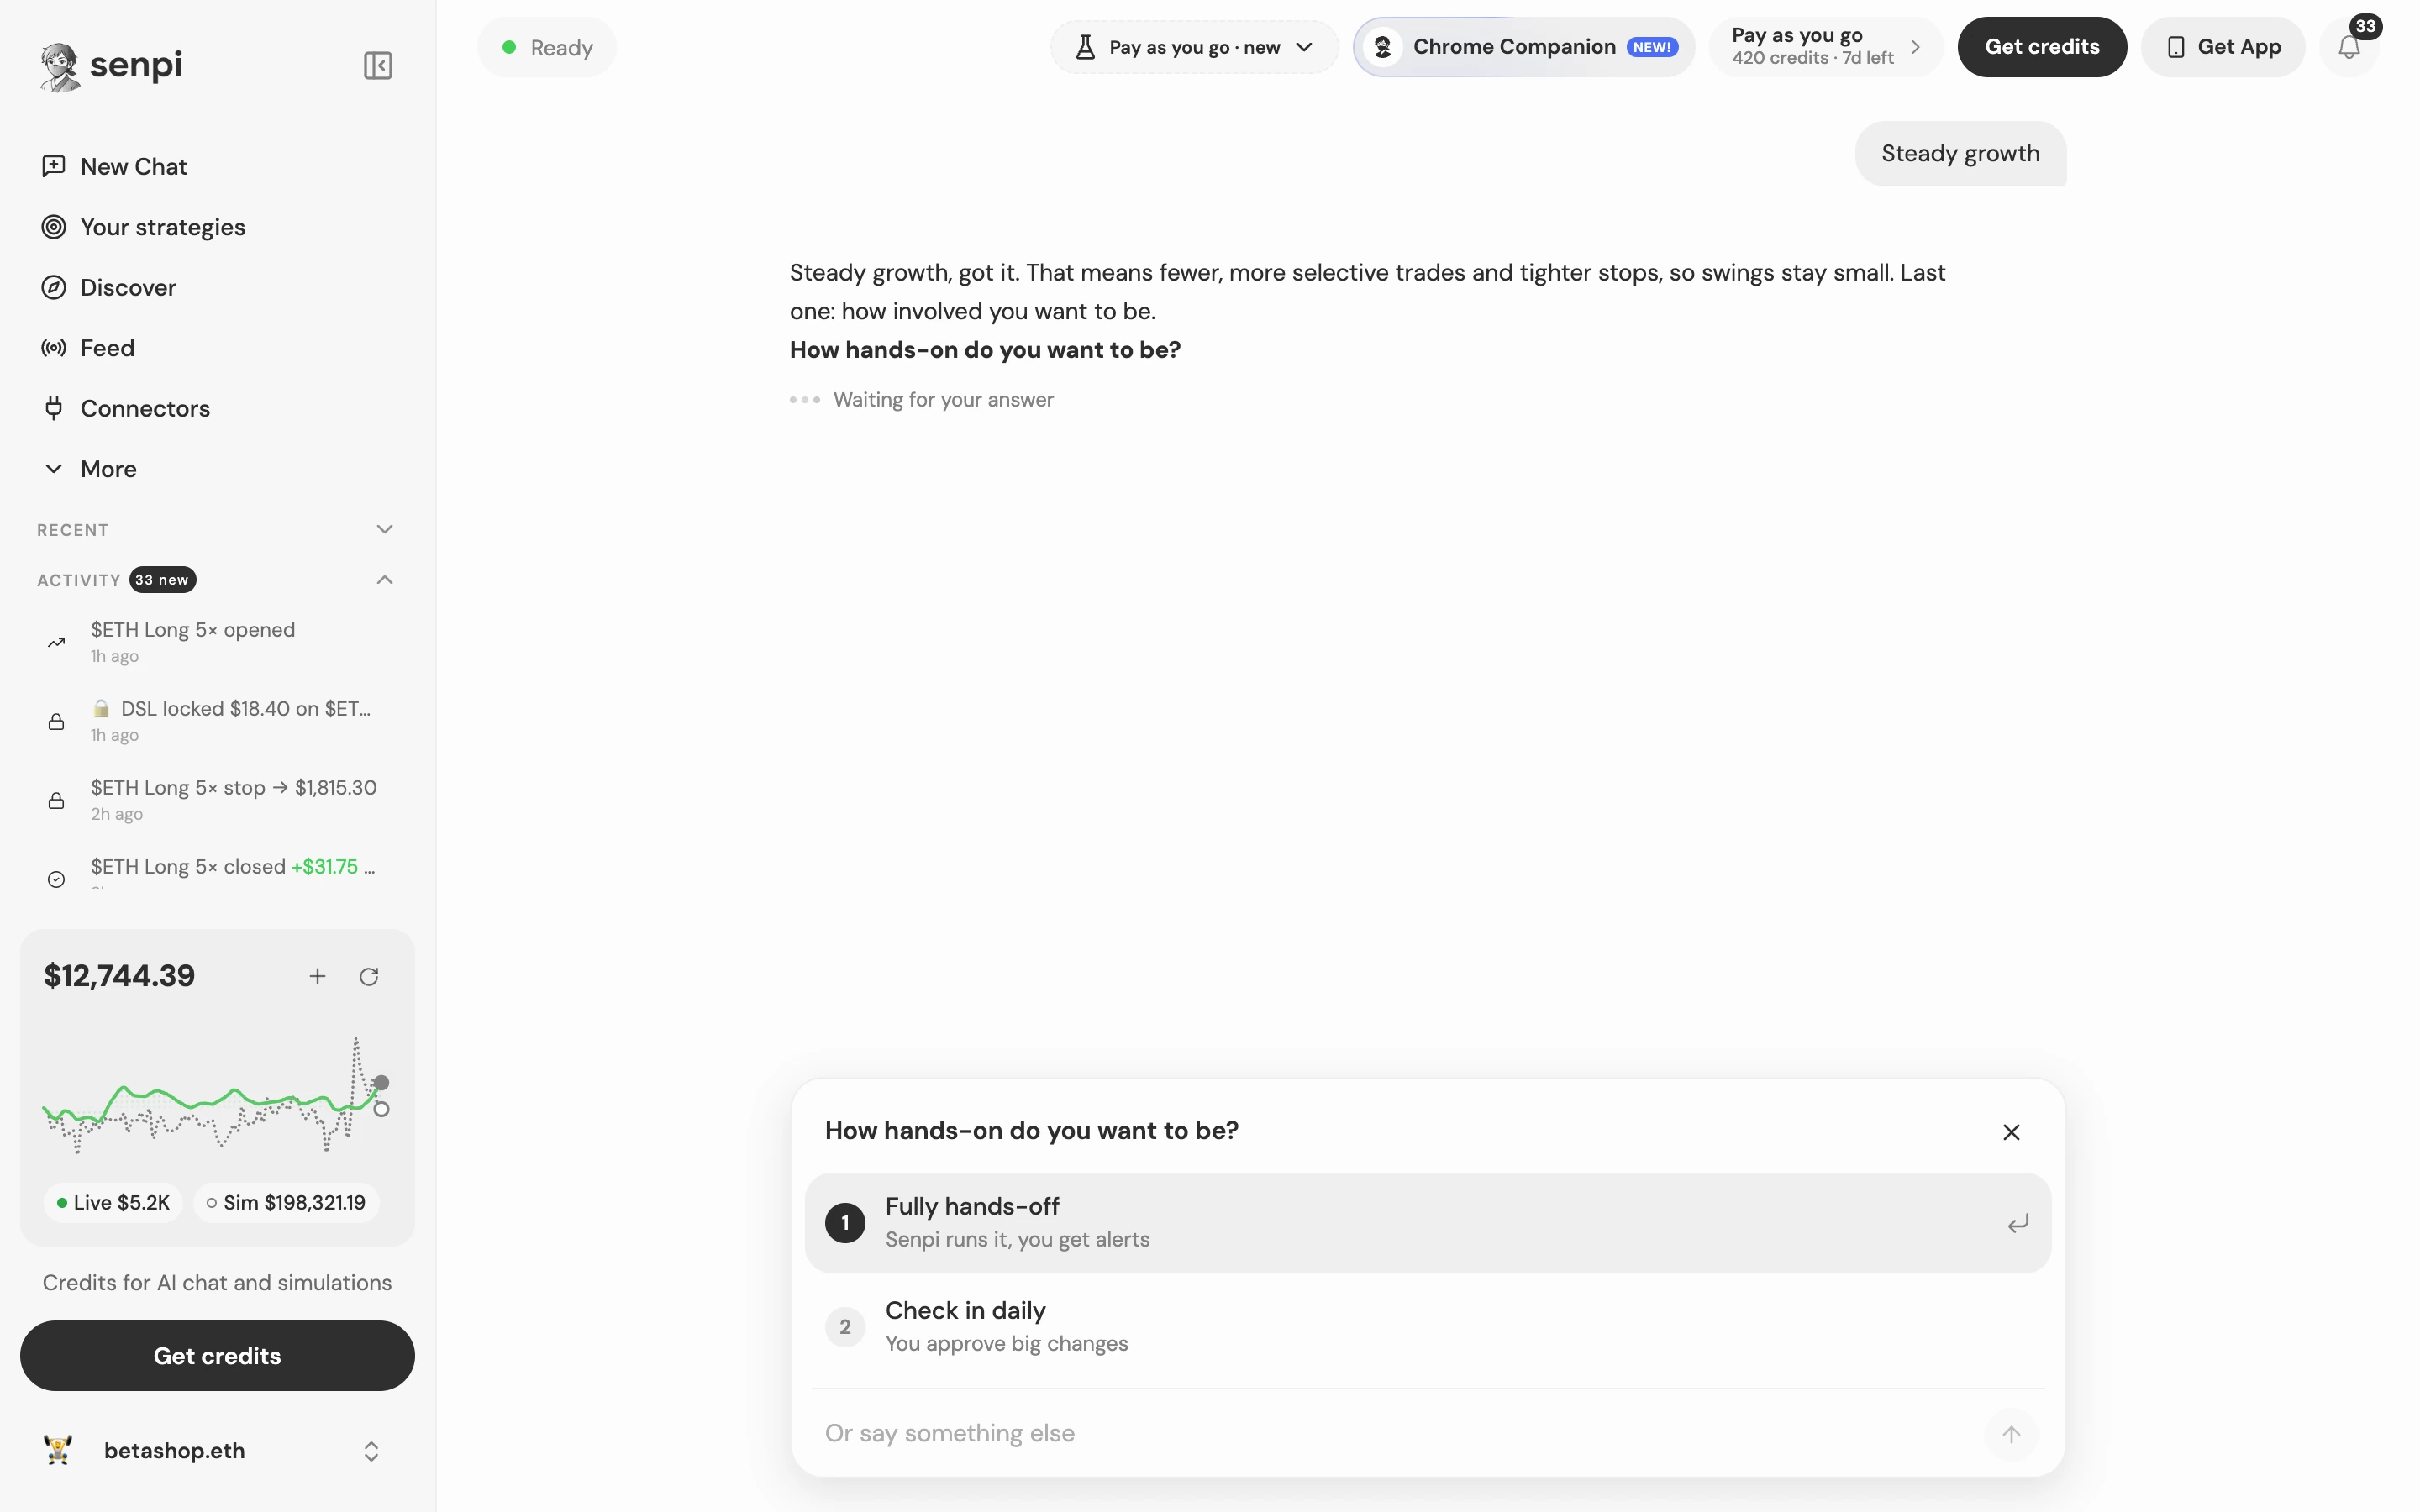 senpi
New Chat
Your strategies
Discover
Feed
Connectors
More
RECENT
ACTIVITY 33 new
$ETH Long 5× opened
1h ago
🔒 DSL locked $18.40 on $ET...
1h ago
$ETH Long 5× stop → $1,815.30
2h ago
$ETH Long 5× closed +$31.75 ...
$12,744.39
Live $5.2K
Sim $198,321.19
Credits for AI chat and simulations
Get credits
betashop.eth
Ready
Pay as you go · new
Chrome Companion NEW!
Pay as you go
420 credits · 7d left
Get credits
Get App
33
Steady growth
Steady growth, got it. That means fewer, more selective trades and tighter stops, so swings stay small. Last
one: how involved you want to be.
How hands-on do you want to be?
Waiting for your answer
How hands-on do you want to be?
1 Fully hands-off
Senpi runs it, you get alerts
2 Check in daily
You approve big changes
Or say something else